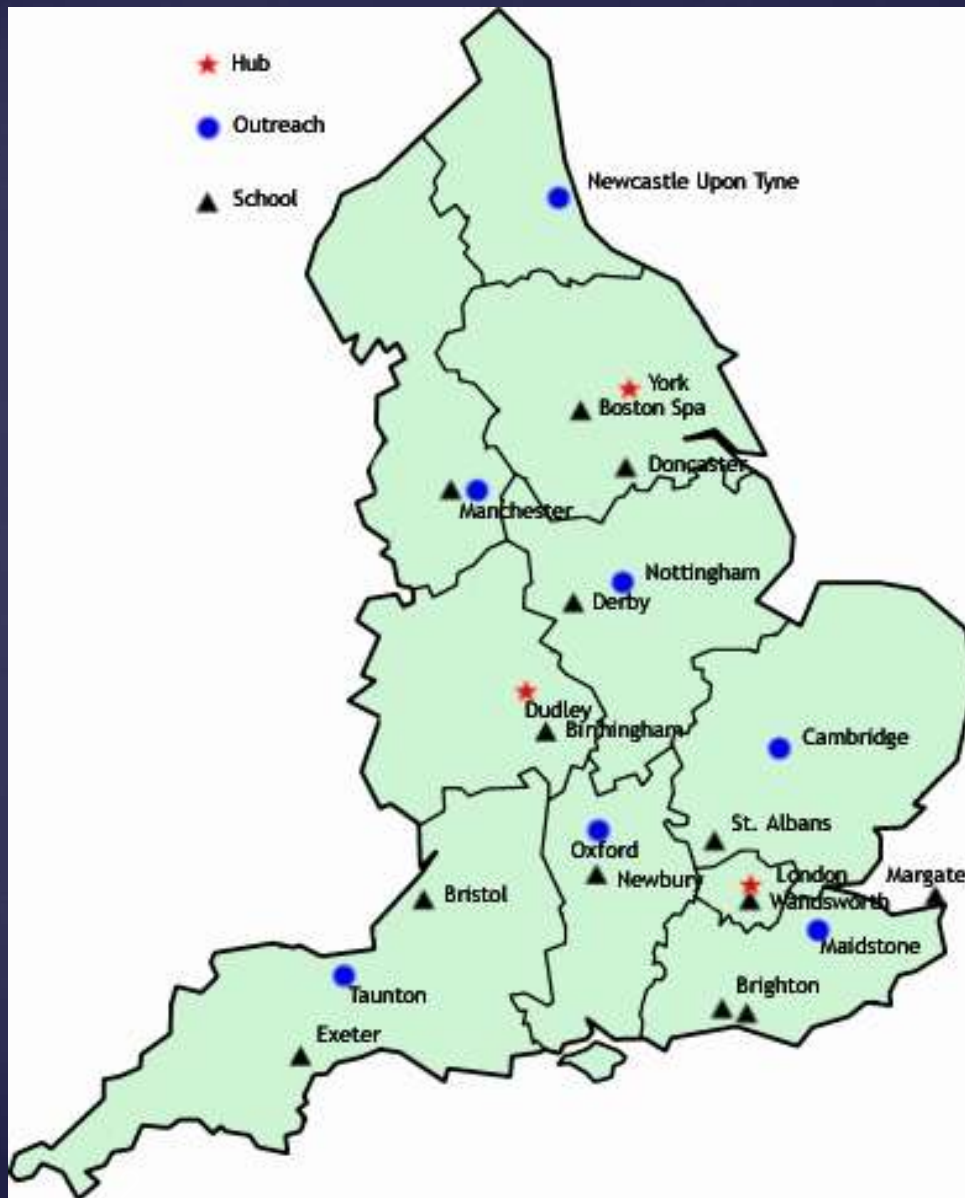 Hub
Outreach
School
Newcastle Upon Tyne
York
Boston Spa
Doncaster
Manchester
Nottingham
Derby
Dudley
Birmingham
Cambridge
St. Albans
Oxford
Newbury
London
Margate
Wandsworth
Bristol
Maidstone
Taunton
Brighton
Exeter